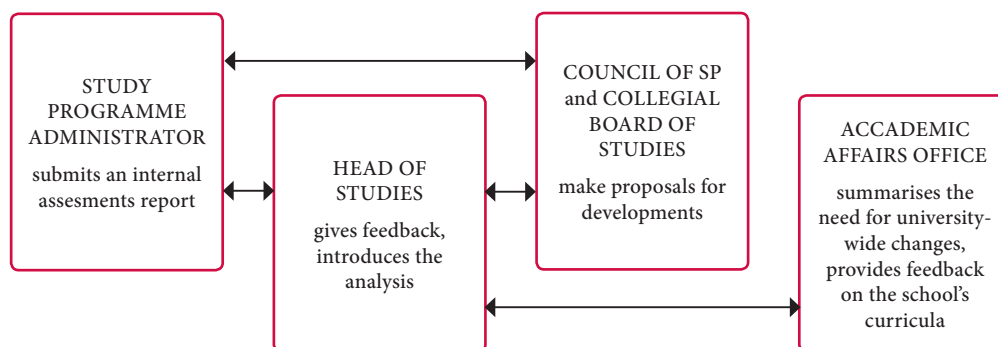 STUDY
PROGRAMME
ADMINISTRATOR
submits an internal
assesments report
HEAD OF
STUDIES
gives feedback,
introduces the
analysis
COUNCIL OF SP
and COLLEGIAL
BOARD OF
STUDIES
make proposals for
developments
ACCADEMIC
AFFAIRS OFFICE
summarises the
need for university-
wide changes,
provides feedback
on the school’s
curricula